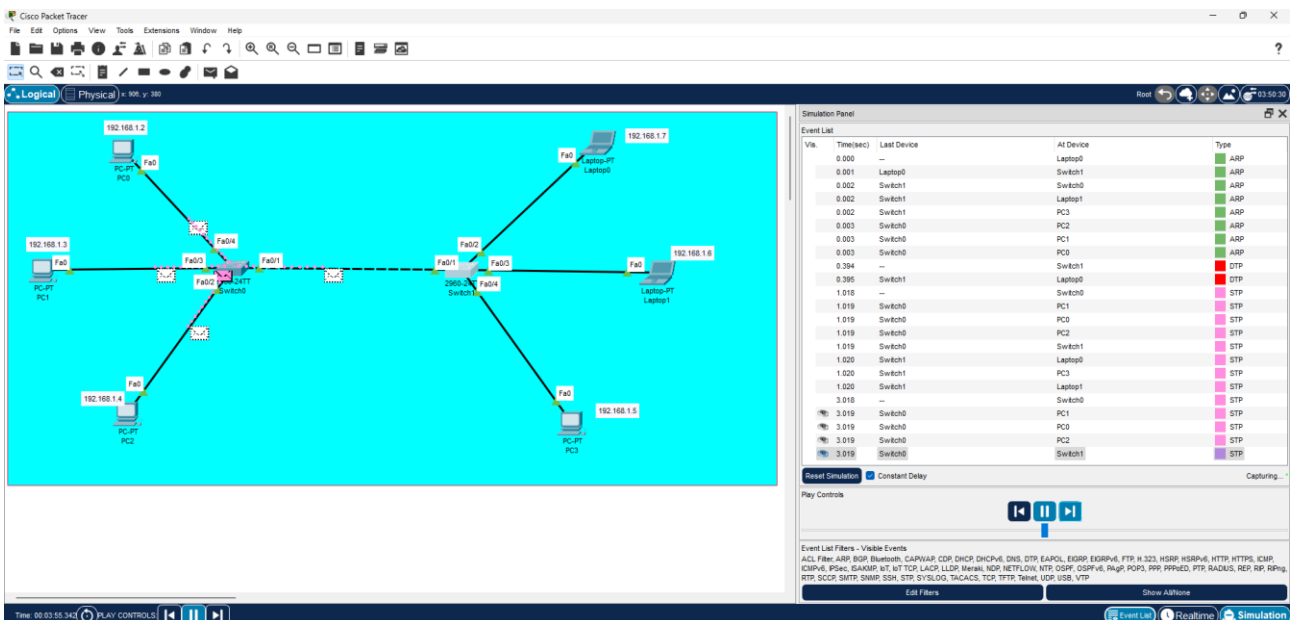 Cisco Packet Tracer
File Edit Options View Tools Extensions Window Help
?
Logical Physical x: 906, y: 380 Root 03:50:30
192.168.1.2
Fa0
PC-PT
PC0
192.168.1.3
Fa0
PC-PT
PC1
192.168.1.4
Fa0
PC-PT
PC2
Fa0/4
Fa0/3
Fa0/1
Fa0/2
24TT
Switch0
192.168.1.7
Fa0
Laptop-PT
Laptop0
Fa0/2
Fa0/1
Fa0/3
Fa0/4
Switch1
192.168.1.6
Fa0
Laptop-PT
Laptop1
Fa0
192.168.1.5
PC-PT
PC3
Simulation Panel
Event List
Vis. Time(sec) Last Device At Device Type
0.000 -- Laptop0 ARP
0.001 Laptop0 Switch1 ARP
0.002 Switch1 Switch0 ARP
0.002 Switch1 Laptop1 ARP
0.002 Switch1 PC3 ARP
0.003 Switch0 PC2 ARP
0.003 Switch0 PC1 ARP
0.003 Switch0 PC0 ARP
0.394 -- Switch1 DTP
0.395 Switch1 Laptop0 DTP
1.018 -- Switch0 STP
1.019 Switch0 PC1 STP
1.019 Switch0 PC0 STP
1.019 Switch0 PC2 STP
1.019 Switch0 Switch1 STP
1.020 Switch1 Laptop0 STP
1.020 Switch1 PC3 STP
1.020 Switch1 Laptop1 STP
3.018 -- Switch0 STP
3.019 Switch0 PC1 STP
3.019 Switch0 PC0 STP
3.019 Switch0 PC2 STP
3.019 Switch0 Switch1 STP
Reset Simulation Constant Delay Capturing...
Play Controls
Event List Filters - Visible Events
ACL Filter, ARP, BGP, Bluetooth, CAPWAP, CDP, DHCP, DHCPv6, DNS, DTP, EAPOL, EIGRP, EIGRPv6, FTP, H.323, HSRP, HSRPv6, HTTP, HTTPS, ICMP,
ICMPv6, IPSec, ISAKMP, IoT, IoT TCP, LACP, LLDP, Meraki, NDP, NETFLOW, NTP, OSPF, OSPFv6, PAgP, POP3, PPP, PPPoED, PTP, RADIUS, REP, RIP, RIPng,
RTP, SCCP, SMTP, SNMP, SSH, STP, SYSLOG, TACACS, TCP, TFTP, Telnet, UDP, USB, VTP
Edit Filters Show All/None
Time: 00:03:55.342 PLAY CONTROLS Event List Realtime Simulation